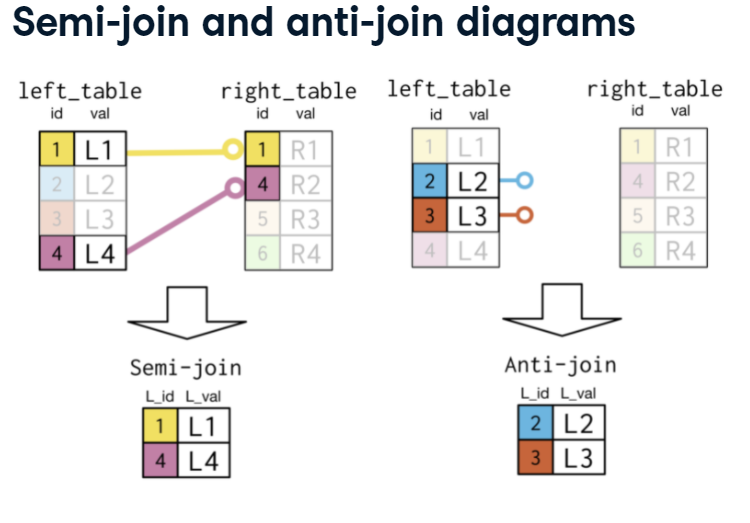 Semi-join and anti-join diagrams
left_table right_table left_table right_table
id val id val id val id val
1 L1 1 R1 1 L1 1 R1
2 L2 4 R2 2 L2 4 R2
3 L3 5 R3 3 L3 5 R3
4 L4 6 R4 4 L4 6 R4
Semi-join Anti-join
L_id L_val L_id L_val
1 L1 2 L2
4 L4 3 L3